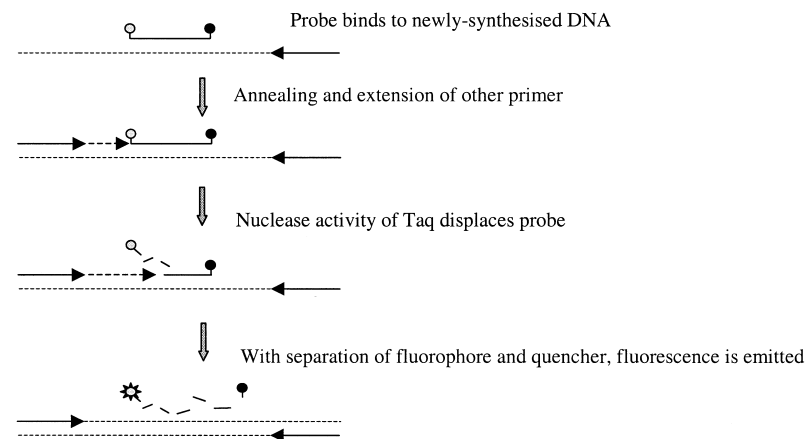 Probe binds to newly-synthesised DNA
Annealing and extension of other primer
Nuclease activity of Taq displaces probe
With separation of fluorophore and quencher, fluorescence is emitted